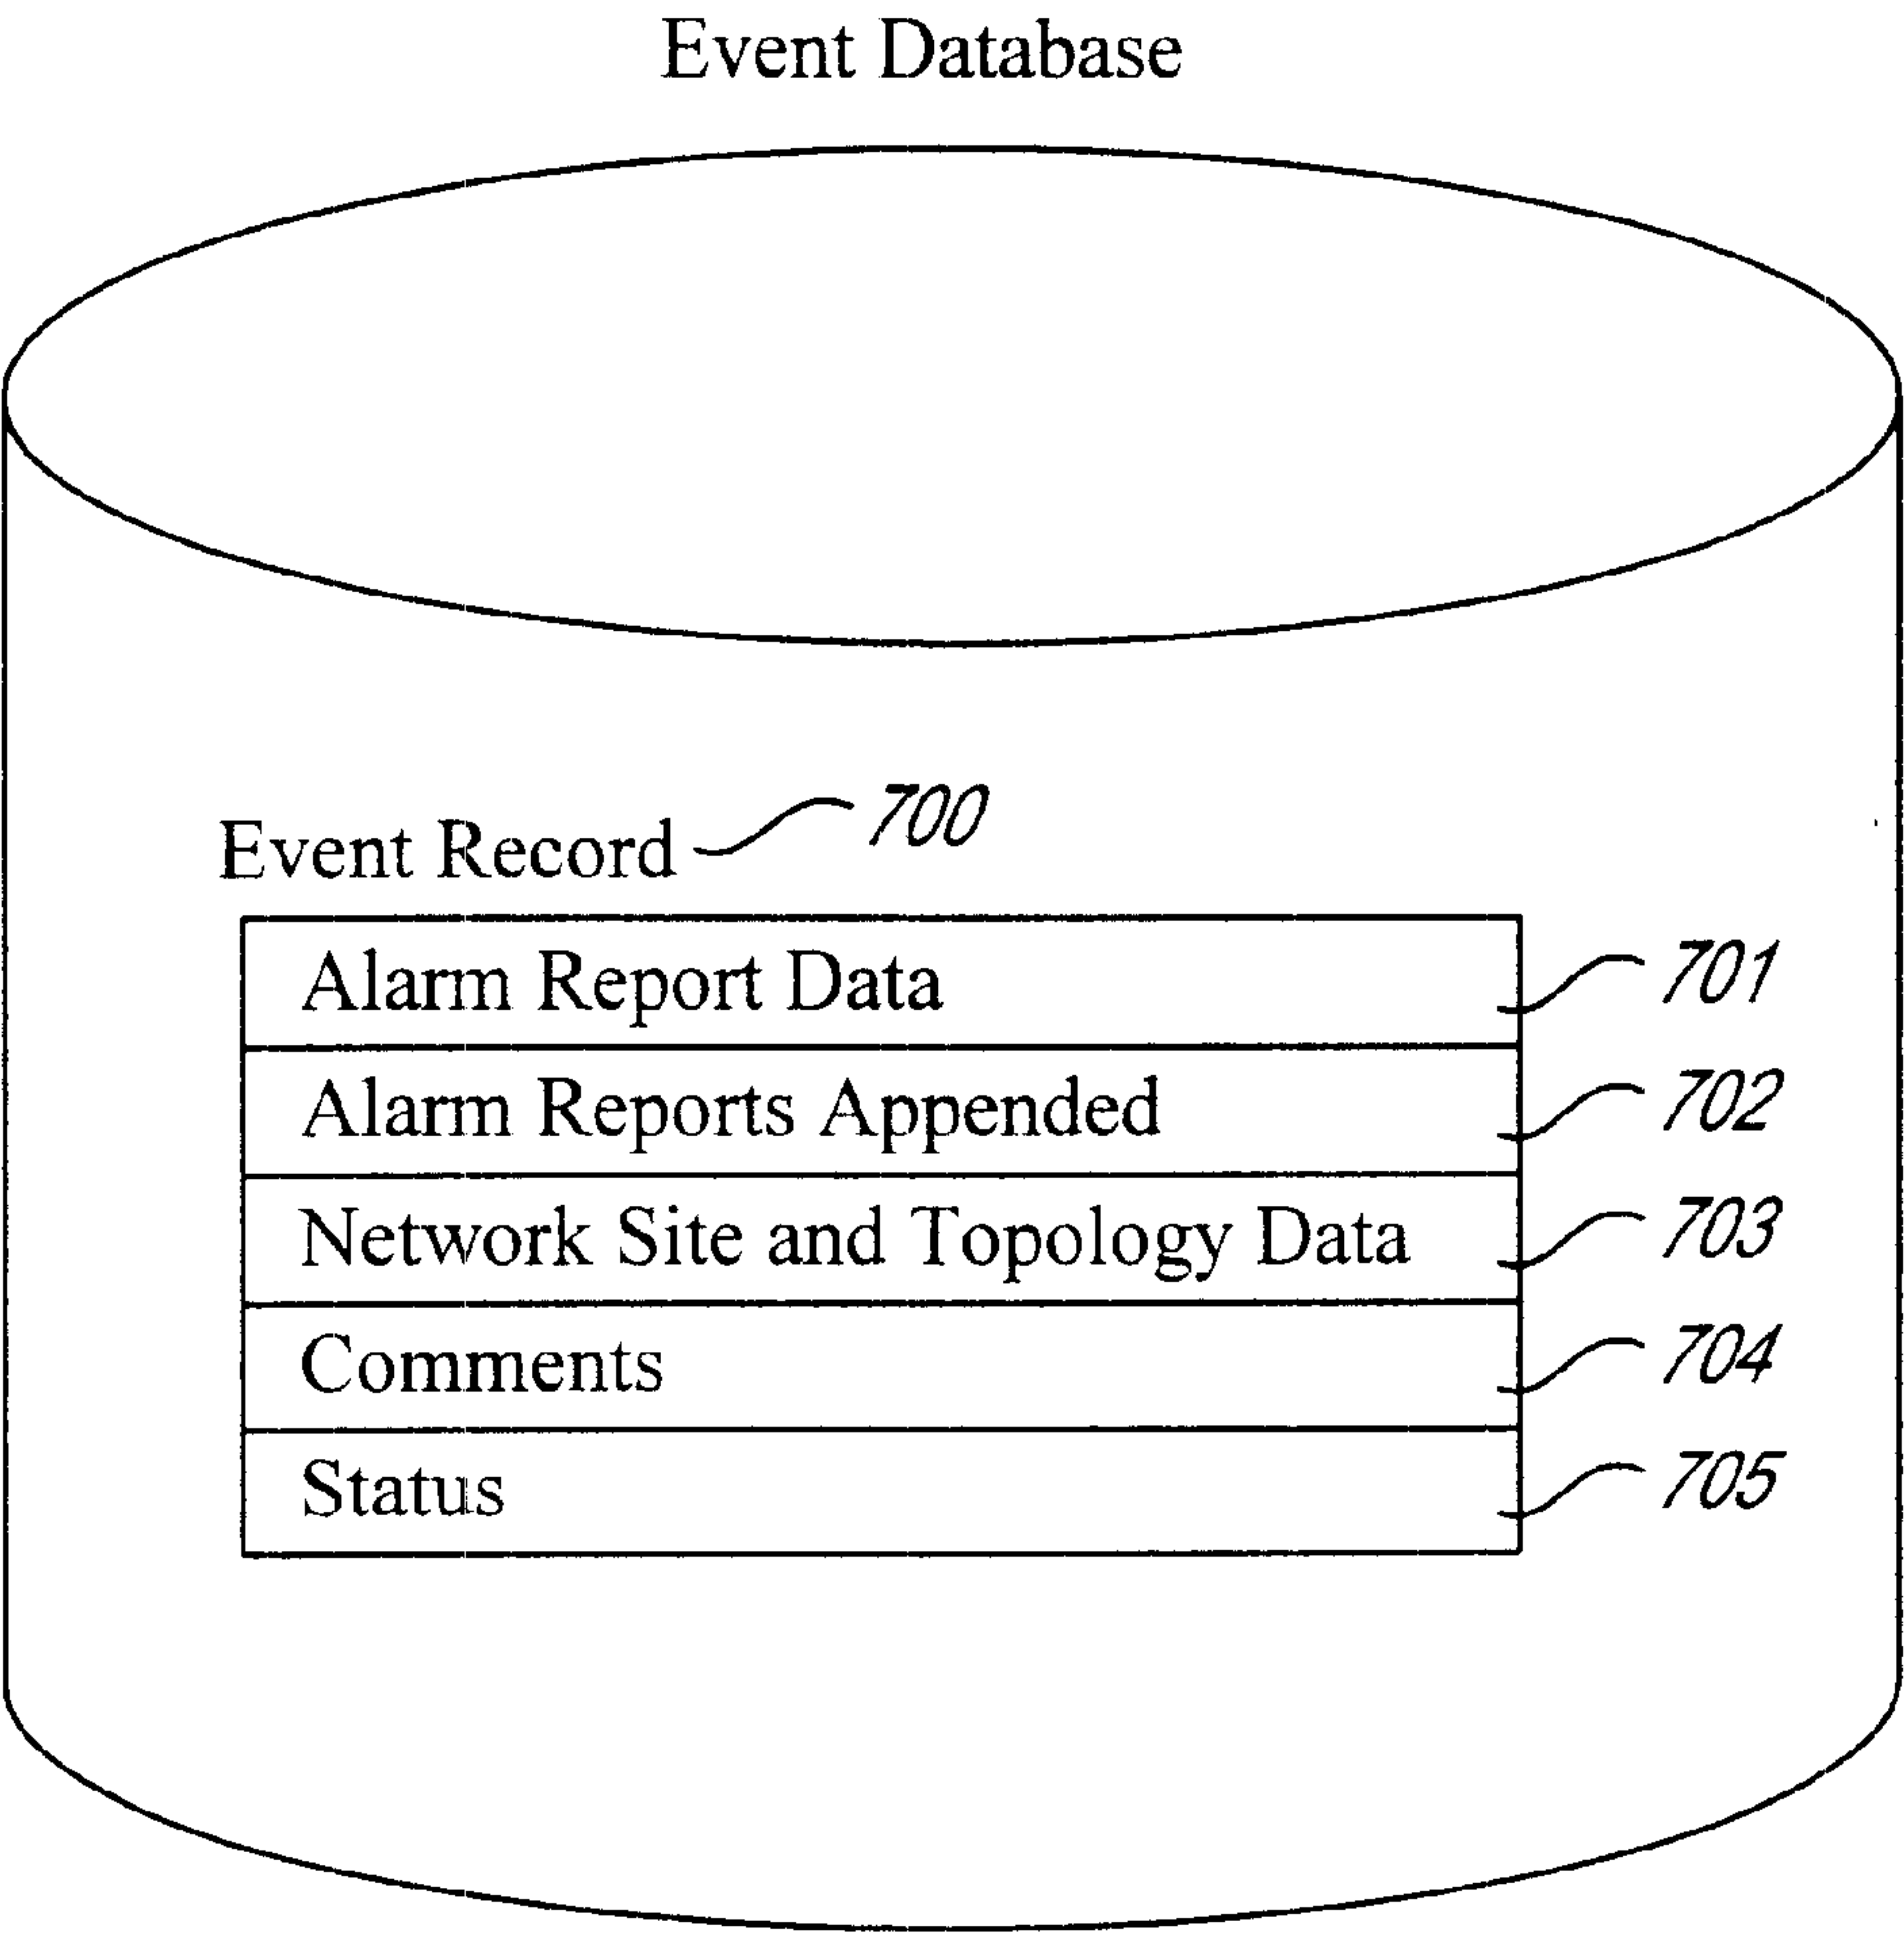 Event Database
Event Record 700
Alarm Report Data 701
Alarm Reports Appended 702
Network Site and Topology Data 703
Comments 704
Status 705